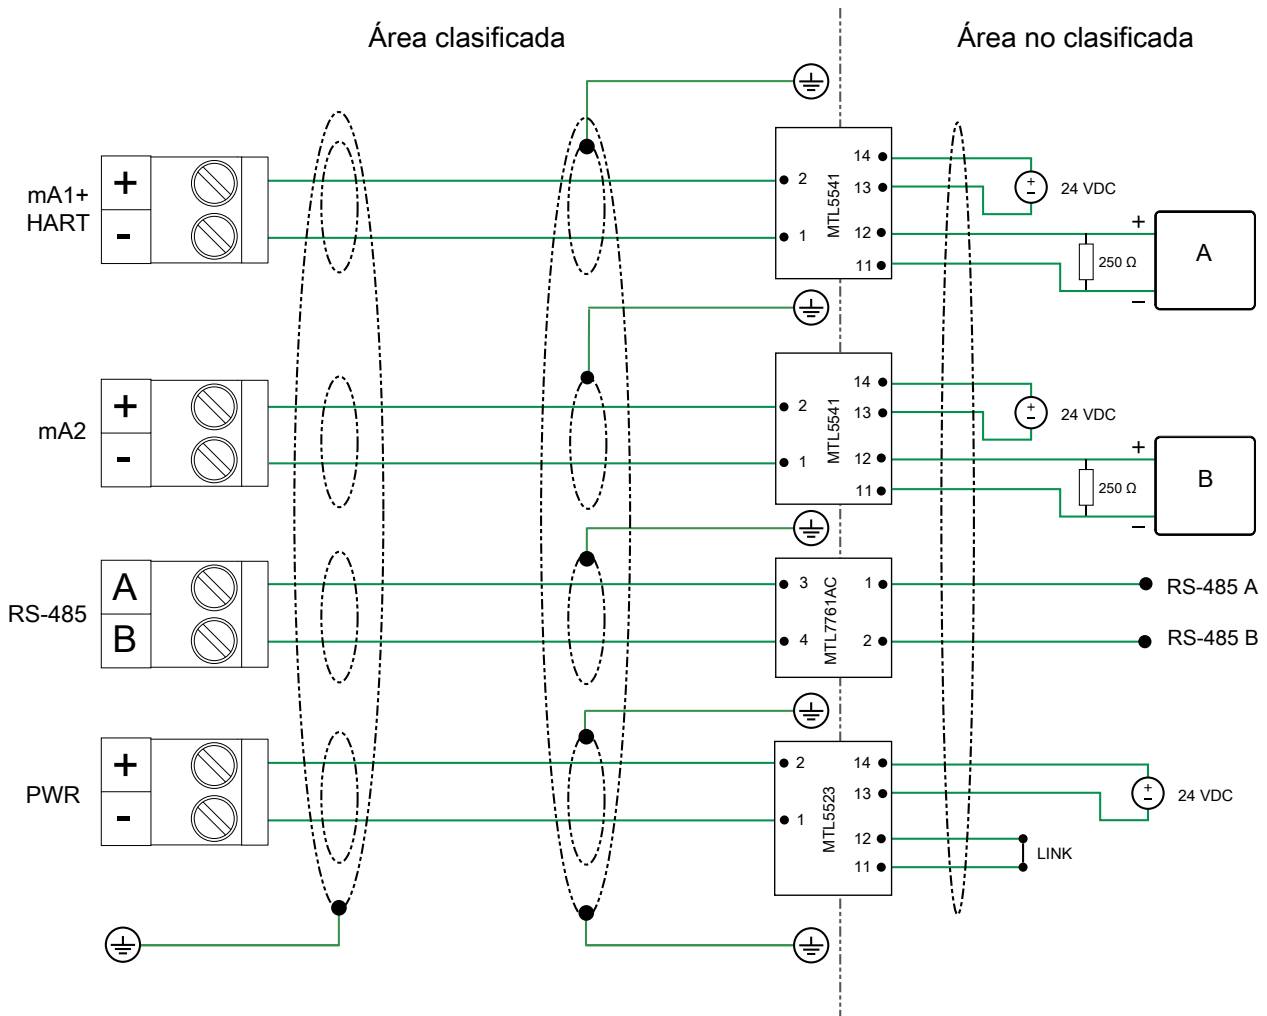 Área clasificada
Área no clasificada
mA1+
HART
+
-
2
1
MTL5541
14
13
12
11
+
-
24 VDC
250 Ω
+
–
A
mA2
+
-
2
1
MTL5541
14
13
12
11
+
-
24 VDC
250 Ω
+
–
B
RS-485
A
B
3
4
MTL7761AC
1
2
RS-485 A
RS-485 B
PWR
+
-
2
1
MTL5523
14
13
12
11
+
-
24 VDC
LINK